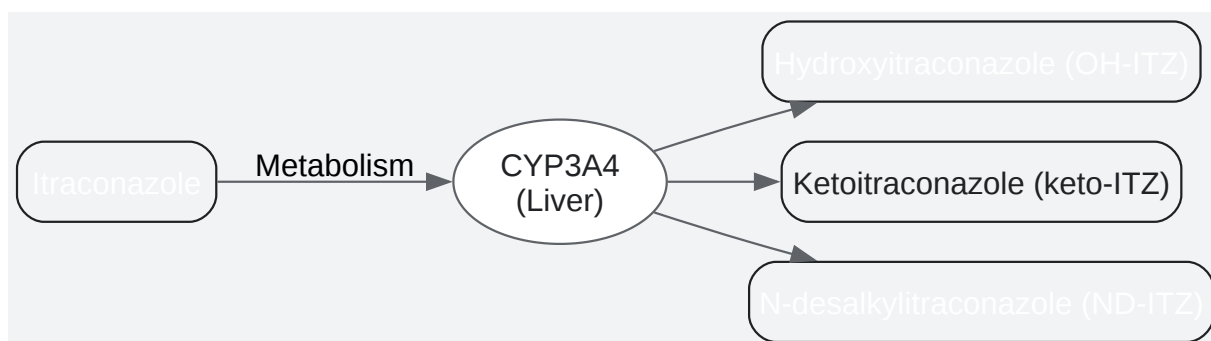 Hydroxyitraconazole (OH-ITZ)
Itraconazole
Metabolism
CYP3A4
(Liver)
Ketoitraconazole (keto-ITZ)
N-desalkylitraconazole (ND-ITZ)